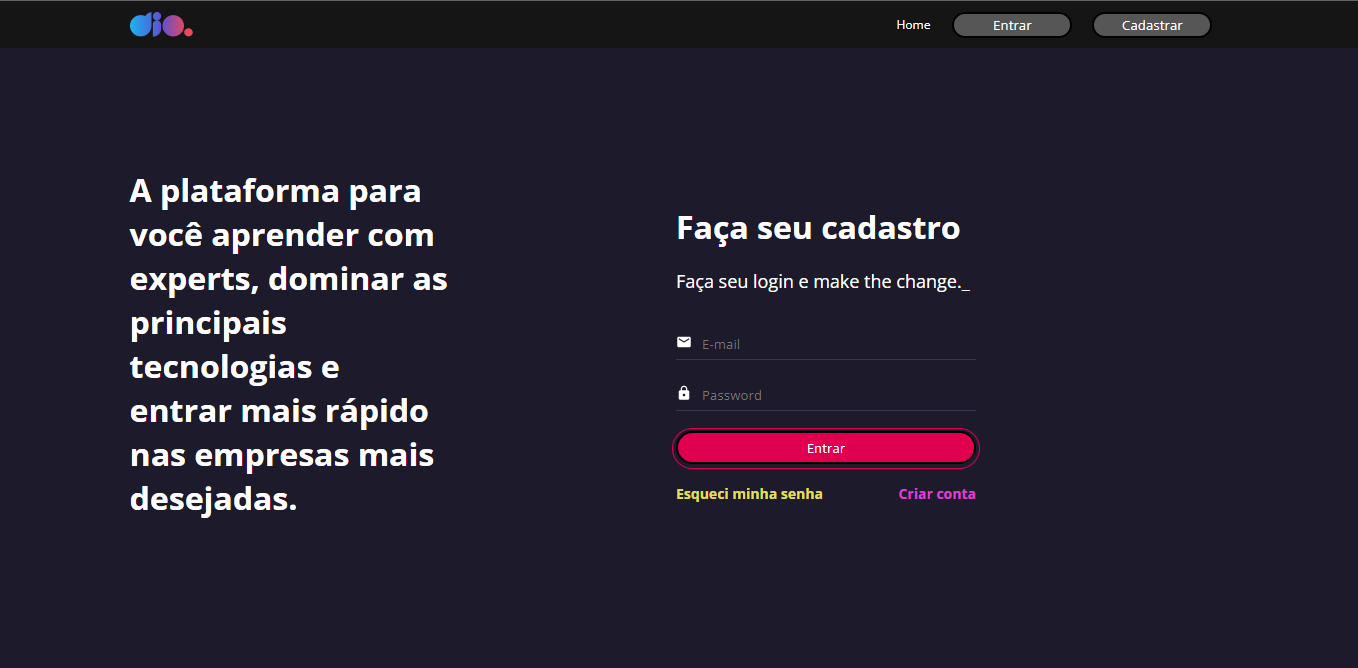 dio.
Home
Entrar
Cadastrar
A plataforma para
você aprender com
experts, dominar as
principais
tecnologias e
entrar mais rápido
nas empresas mais
desejadas.
Faça seu cadastro
Faça seu login e make the change._
E-mail
Password
Entrar
Esqueci minha senha
Criar conta